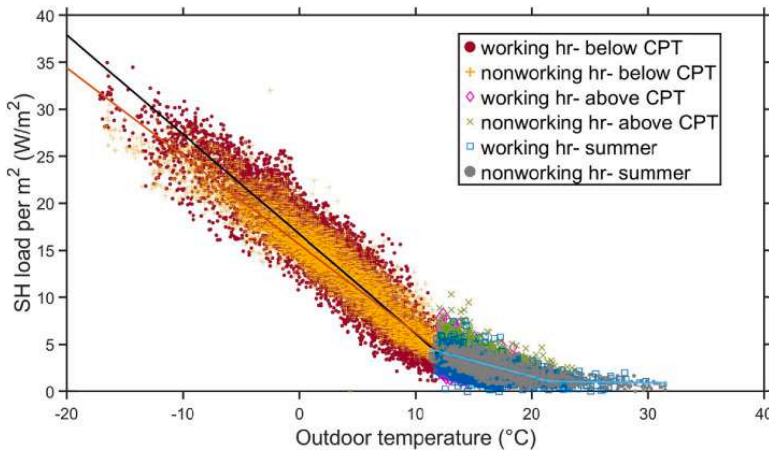 40
35
30
25
20
15
10
5
0
SH load per m² (W/m²)
working hr- below CPT
nonworking hr- below CPT
working hr- above CPT
nonworking hr- above CPT
working hr- summer
nonworking hr- summer
-20 -10 0 10 20 30 40
Outdoor temperature (°C)